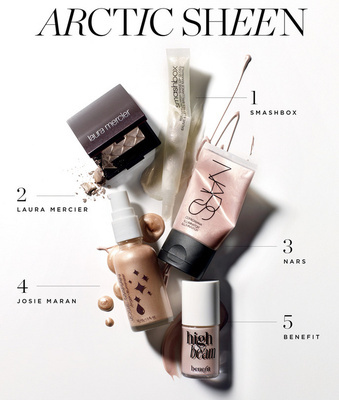 ARCTIC SHEEN
smashbox
1
SMASHBOX
laura mercier
2
LAURA MERCIER
NARS
3
NARS
4
JOSIE MARAN
5
BENEFIT
high
beam
benefit